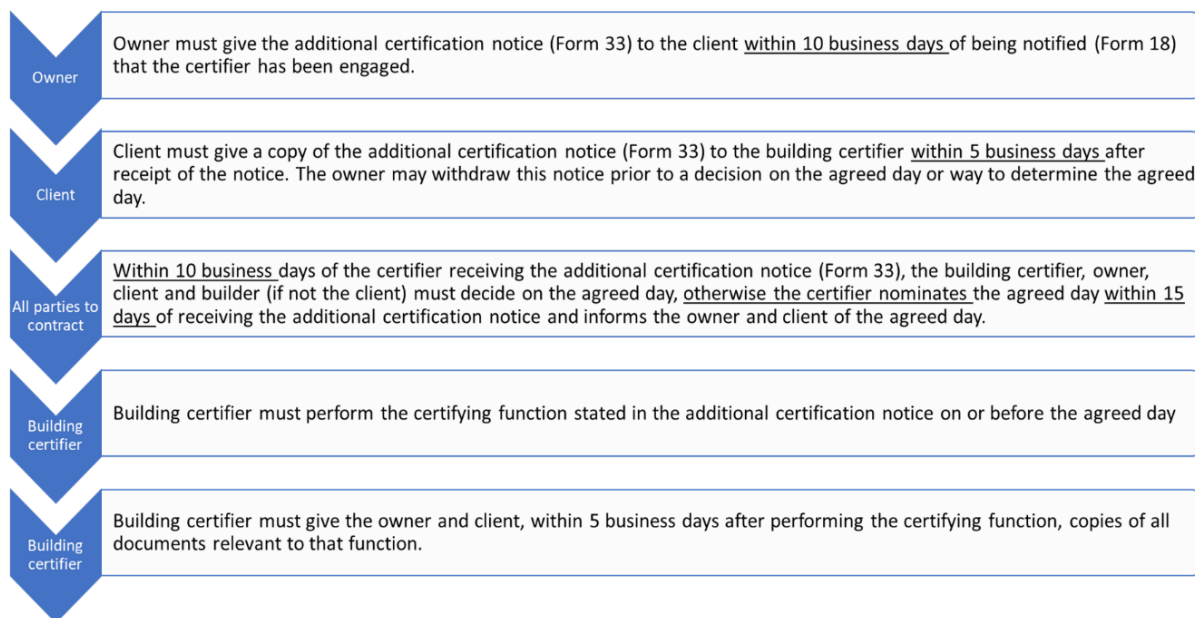 Owner
Owner must give the additional certification notice (Form 33) to the client within 10 business days of being notified (Form 18)
that the certifier has been engaged.
Client
Client must give a copy of the additional certification notice (Form 33) to the building certifier within 5 business days after
receipt of the notice. The owner may withdraw this notice prior to a decision on the agreed day or way to determine the agreed
day.
All parties to
contract
Within 10 business days of the certifier receiving the additional certification notice (Form 33), the building certifier, owner,
client and builder (if not the client) must decide on the agreed day, otherwise the certifier nominates the agreed day within 15
days of receiving the additional certification notice and informs the owner and client of the agreed day.
Building
certifier
Building certifier must perform the certifying function stated in the additional certification notice on or before the agreed day
Building
certifier
Building certifier must give the owner and client, within 5 business days after performing the certifying function, copies of all
documents relevant to that function.